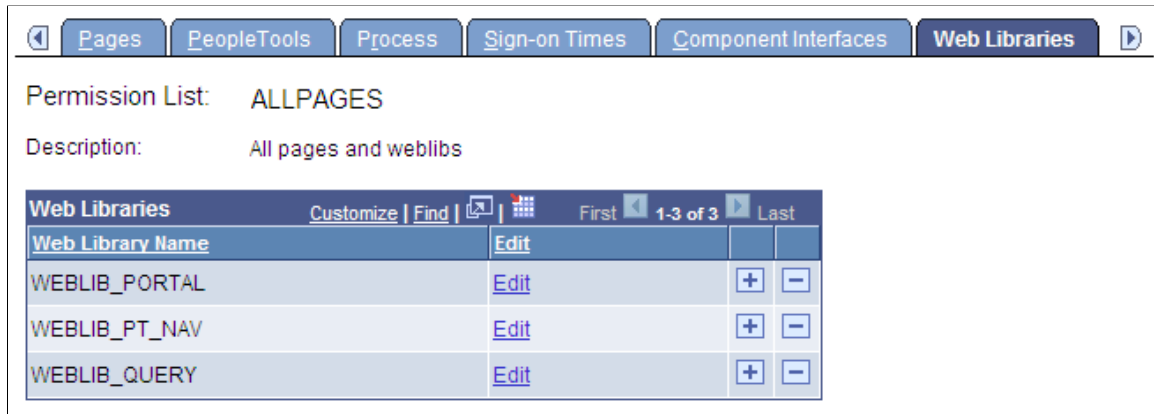 Pages PeopleTools Process Sign-on Times Component Interfaces Web Libraries
Permission List: ALLPAGES
Description: All pages and weblibs
Web Libraries Customize | Find | | First 1-3 of 3 Last
Web Library Name Edit
WEBLIB_PORTAL Edit
WEBLIB_PT_NAV Edit
WEBLIB_QUERY Edit